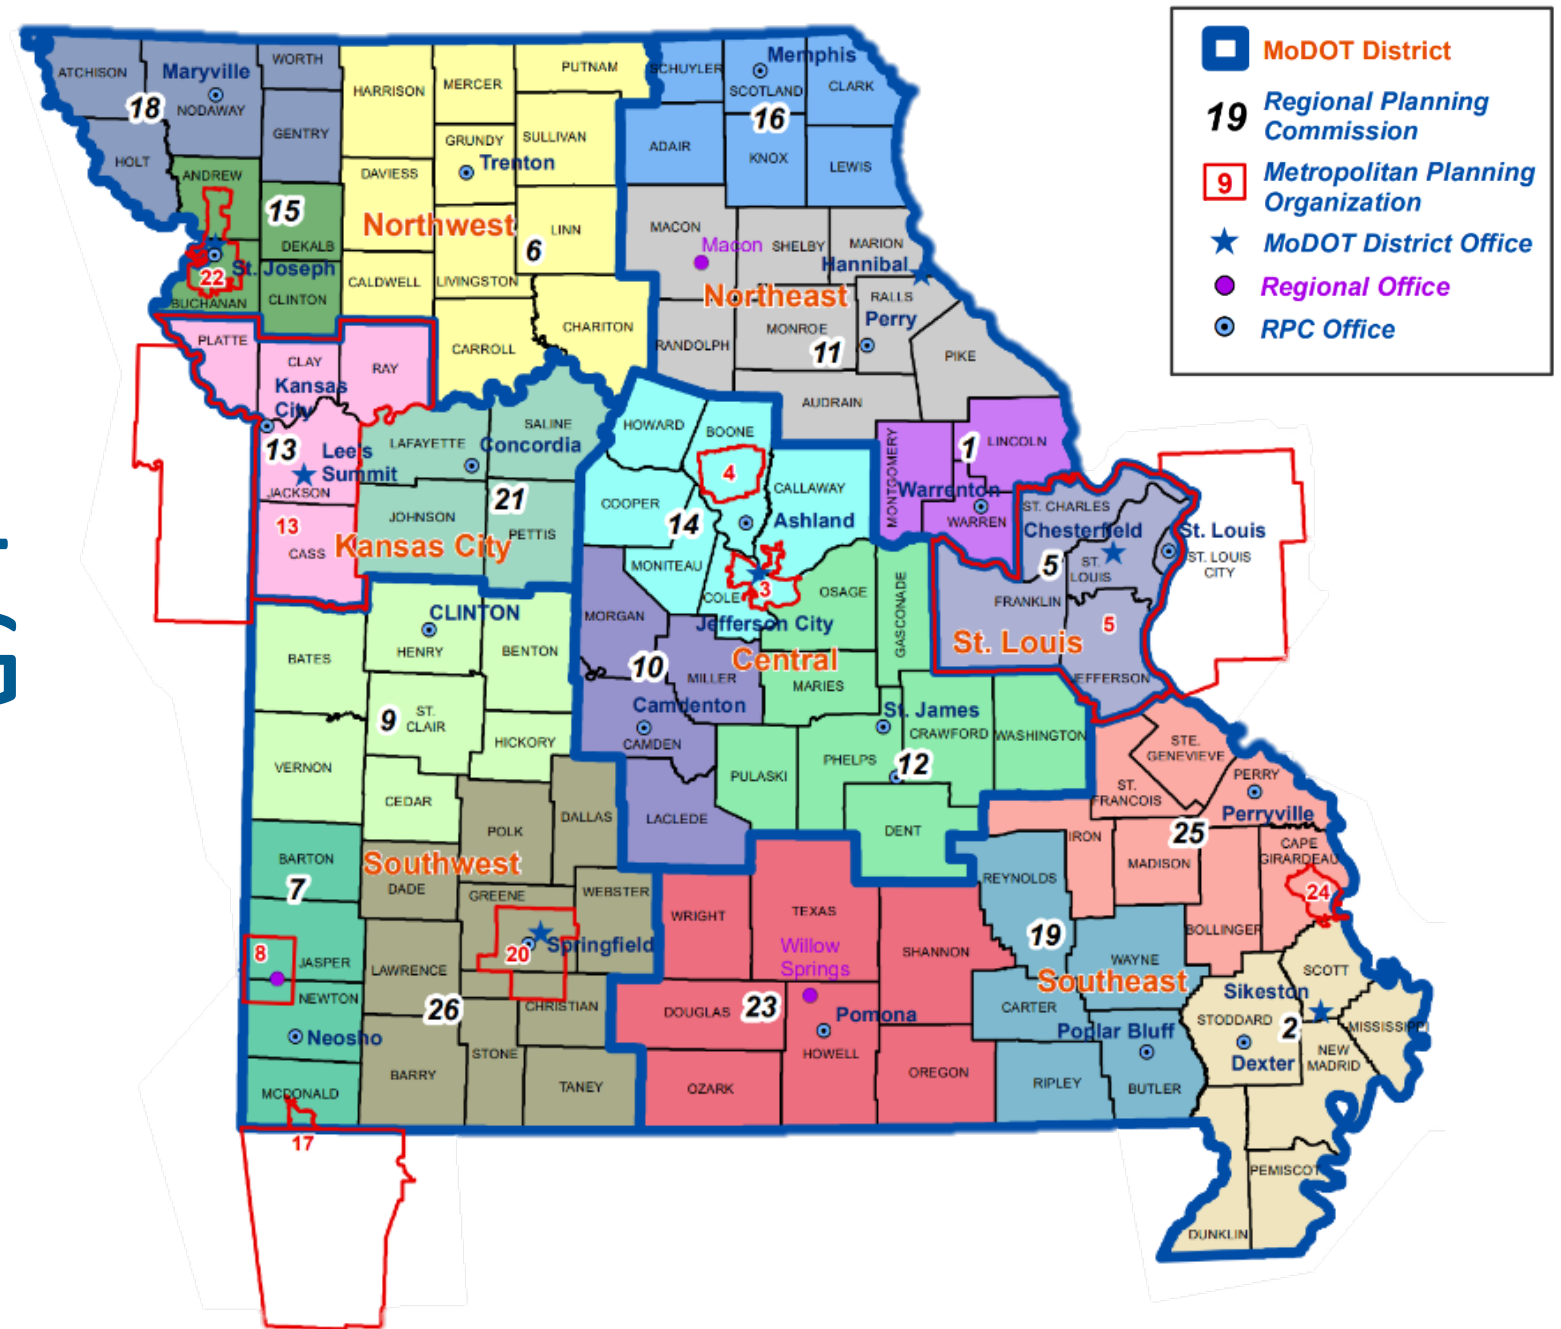 MoDOT District
19 Regional Planning
Commission
9 Metropolitan Planning
Organization
MoDOT District Office
Regional Office
RPC Office
ATCHISON
Maryville
NODAWAY
WORTH
18
HOLT
GENTRY
ANDREW
15
DEKALB
St. Joseph
22
BUCHANAN
CLINTON
HARRISON
MERCER
PUTNAM
GRUNDY
SULLIVAN
Trenton
DAVIESS
Northwest
LINN
6
CALDWELL
LIVINGSTON
CHARITON
CARROLL
SCHUYLER
Memphis
SCOTLAND
CLARK
16
ADAIR
KNOX
LEWIS
MACON
Macon
SHELBY
MARION
Hannibal
Northeast
RALLS
Perry
MONROE
RANDOLPH
11
PIKE
AUDRAIN
PLATTE
CLAY
RAY
Kansas
City
13
Lee's
Summit
JACKSON
13
CASS
LAFAYETTE
SALINE
Concordia
21
JOHNSON
PETTIS
Kansas City
HOWARD
BOONE
4
COOPER
CALLAWAY
14
Ashland
MONITEAU
COLE
3
Jefferson City
OSAGE
GASCONADE
MONTGOMERY
1
LINCOLN
Warrenton
WARREN
ST. CHARLES
Chesterfield
St. Louis
5
ST.
LOUIS
ST. LOUIS
CITY
FRANKLIN
5
St. Louis
JEFFERSON
CLINTON
HENRY
BATES
BENTON
9
ST.
CLAIR
HICKORY
VERNON
CEDAR
MORGAN
10
MILLER
Camdenton
CAMDEN
LACLEDE
Central
MARIES
St. James
CRAWFORD
WASHINGTON
PHELPS
12
PULASKI
DENT
BARTON
7
8
JASPER
NEWTON
Neosho
MCDONALD
17
POLK
DALLAS
Southwest
DADE
GREENE
WEBSTER
20
Springfield
LAWRENCE
26
CHRISTIAN
STONE
BARRY
TANEY
WRIGHT
TEXAS
Willow
Springs
SHANNON
DOUGLAS
23
Pomona
HOWELL
OZARK
OREGON
STE.
GENEVIEVE
PERRY
Perryville
ST.
FRANCOIS
25
IRON
MADISON
CAPE
GIRARDEAU
24
BOLLINGER
REYNOLDS
19
WAYNE
Southeast
CARTER
Poplar Bluff
RIPLEY
BUTLER
SCOTT
Sikeston
STODDARD
2
MISSISSIPPI
Dexter
NEW
MADRID
PEMISCOT
DUNKLIN